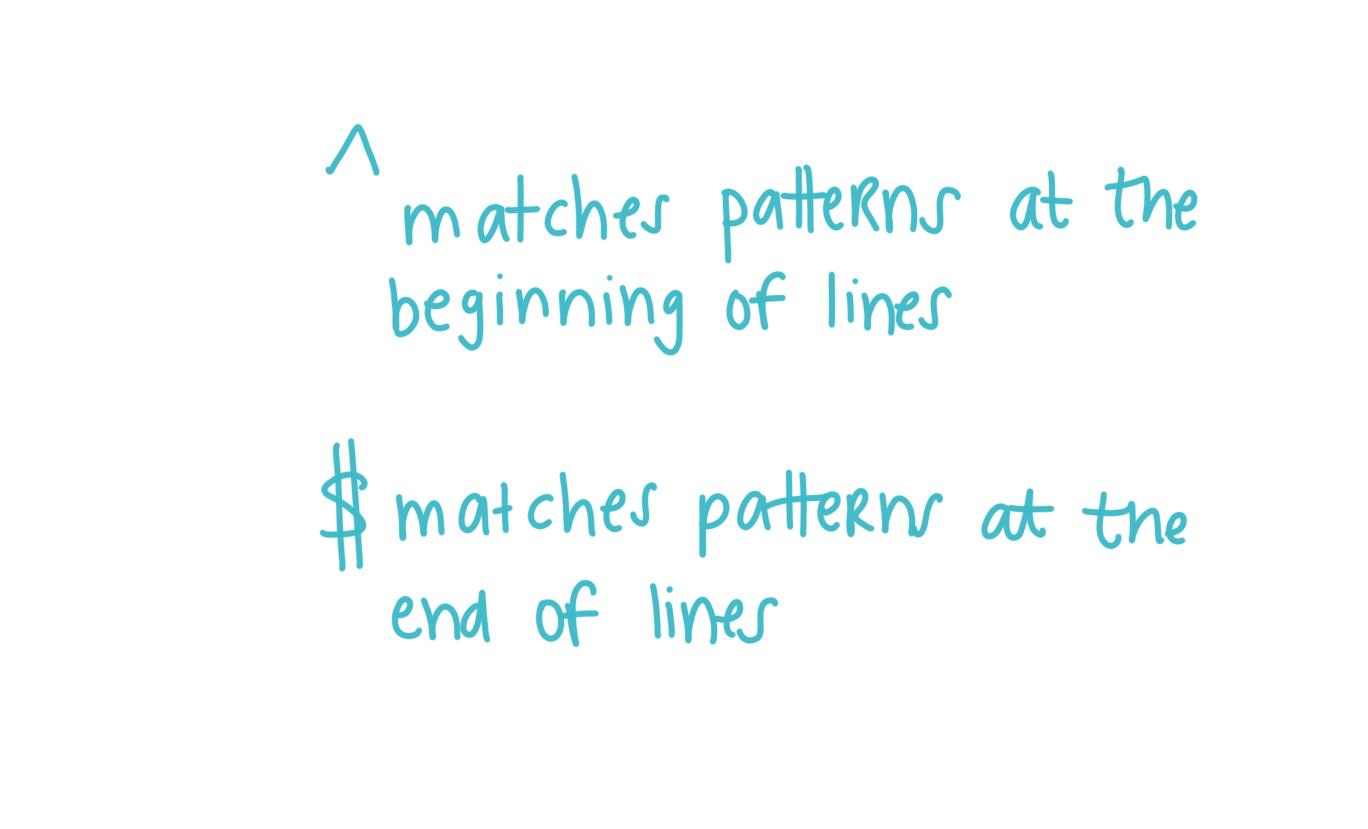 ^ matches patterns at the
beginning of lines
$ matches patterns at the
end of lines